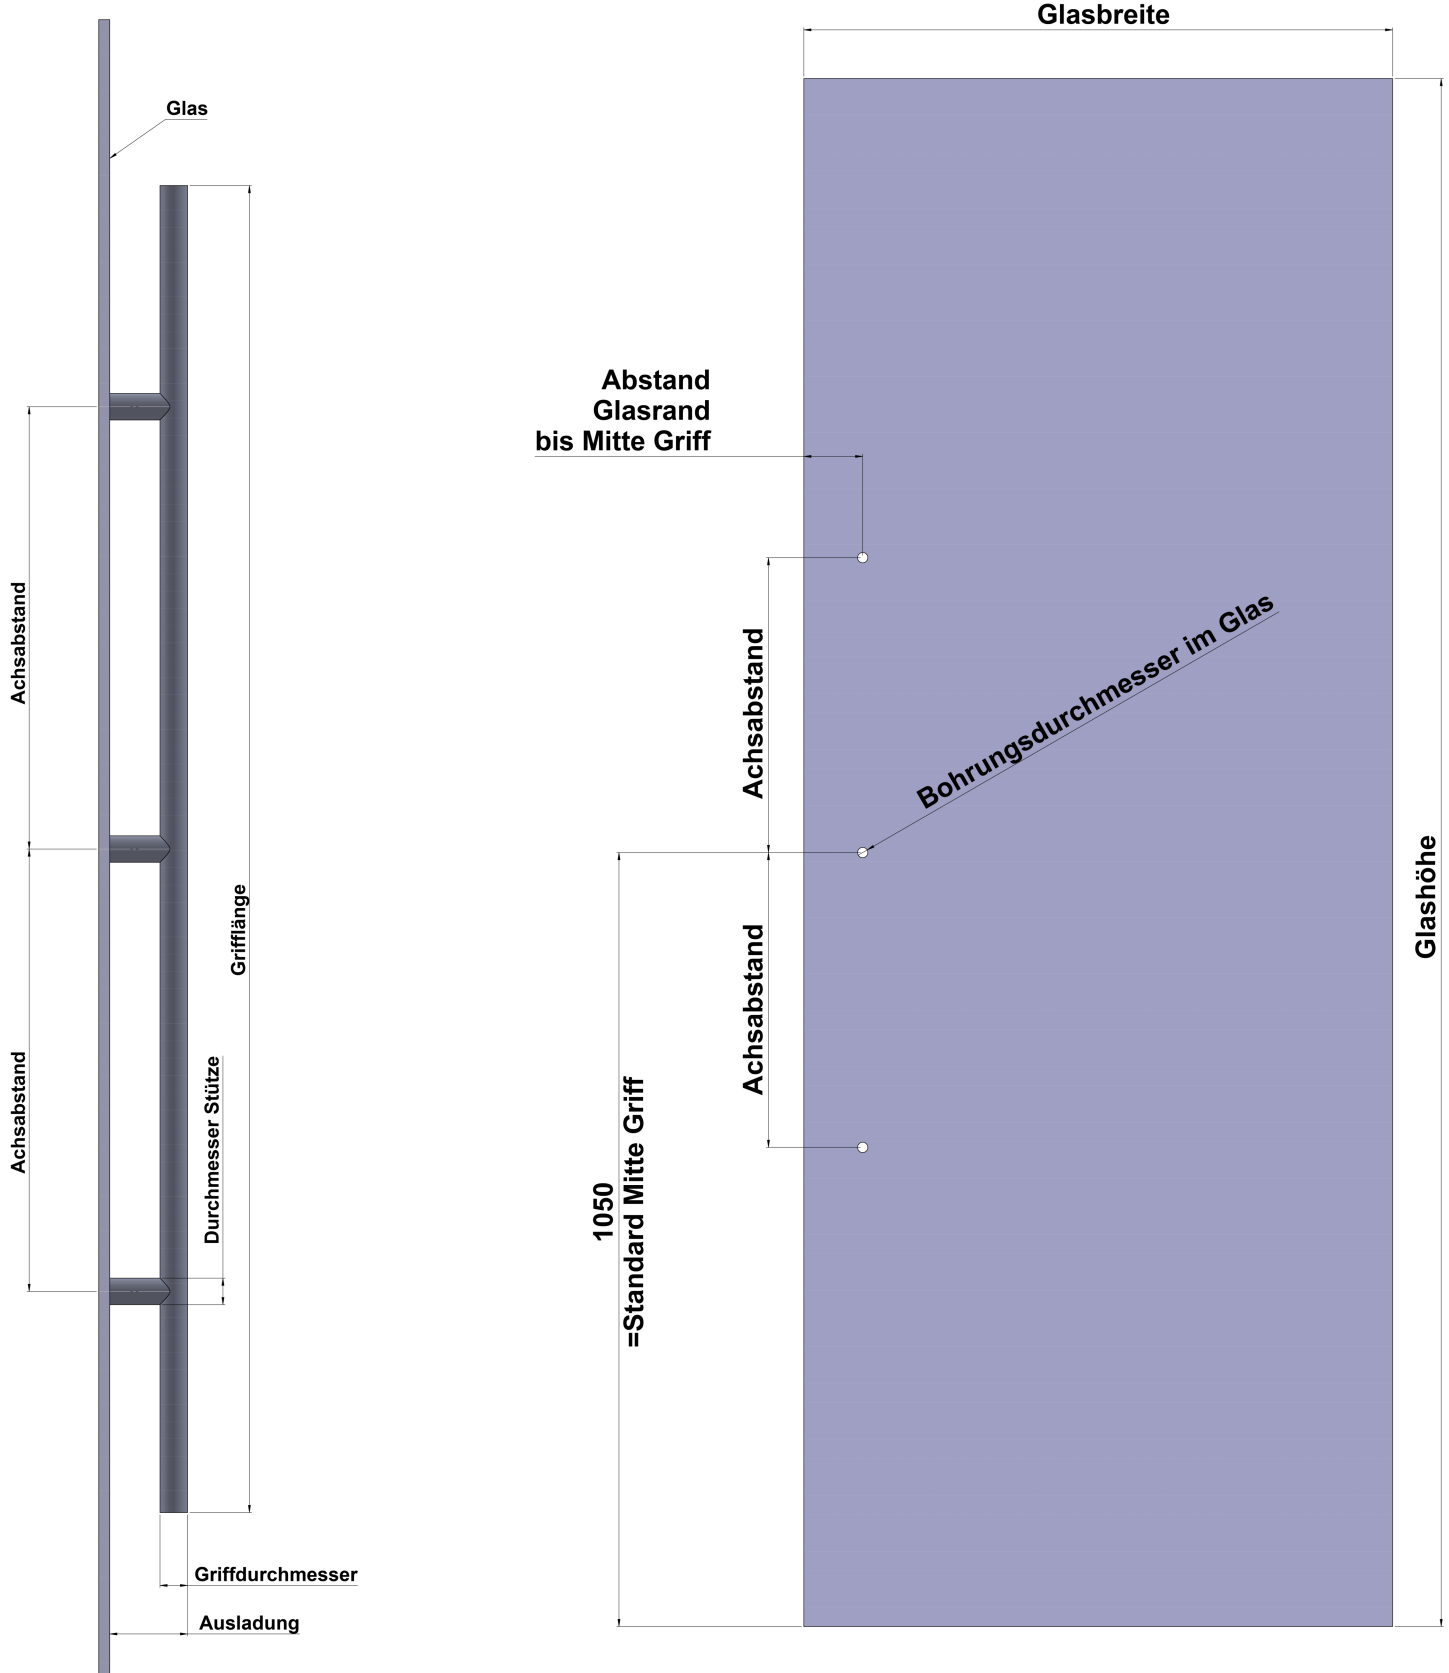 Glasbreite
Glas
Abstand
Glasrand
bis Mitte Griff
Achsabstand
Achsabstand
Bohrungsdurchmesser im Glas
Glashöhe
Grifflänge
Achsabstand
Achsabstand
Durchmesser Stütze
1050
=Standard Mitte Griff
Griffdurchmesser
Ausladung